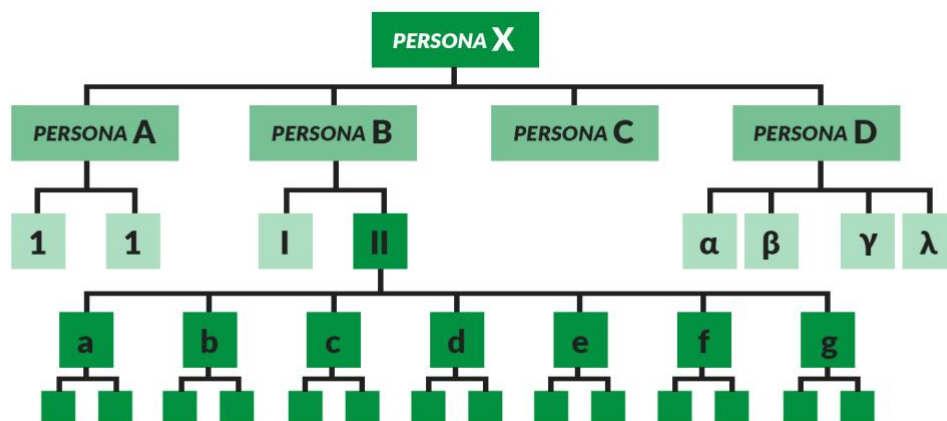 PERSONA X
PERSONA A
PERSONA B
PERSONA C
PERSONA D
1
1
I
II
α
β
γ
λ
a
b
c
d
e
f
g